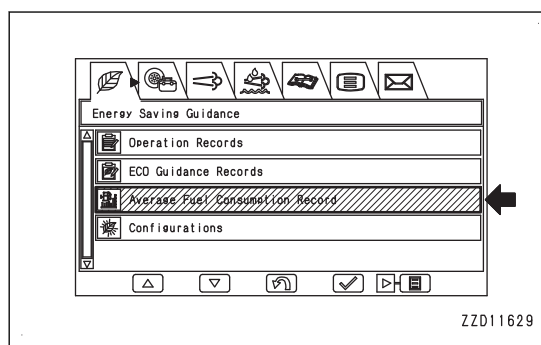 Energy Saving Guidance
Operation Records
ECO Guidance Records
Average Fuel Consumption Record
Configurations
ZZD11629